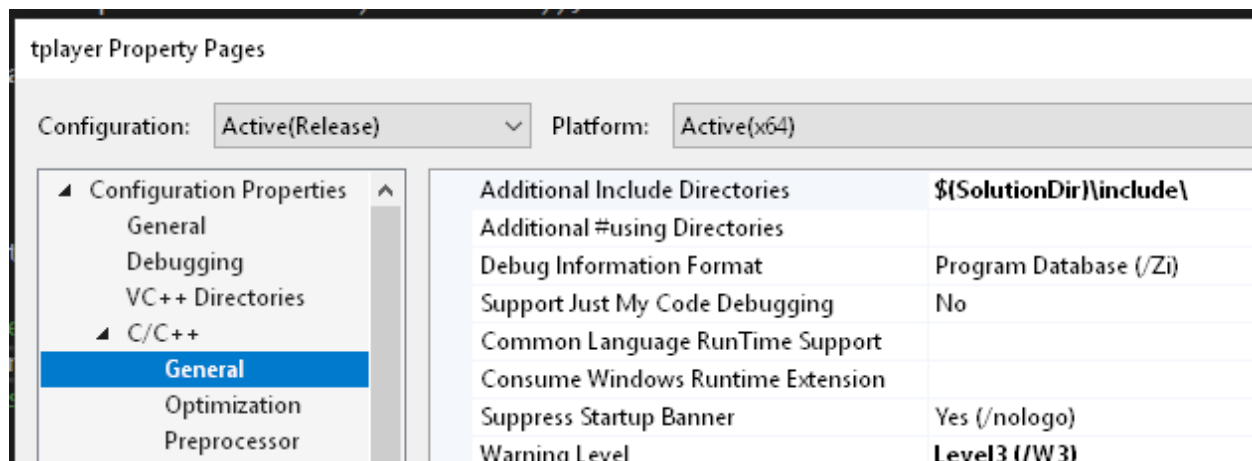 tplayer Property Pages
Configuration: Active(Release) Platform: Active(x64)
Configuration Properties
General
Debugging
VC++ Directories
C/C++
General
Optimization
Preprocessor
Additional Include Directories $(SolutionDir)\include\
Additional #using Directories
Debug Information Format Program Database (/Zi)
Support Just My Code Debugging No
Common Language RunTime Support
Consume Windows Runtime Extension
Suppress Startup Banner Yes (/nologo)
Warning Level Level3 (/W3)